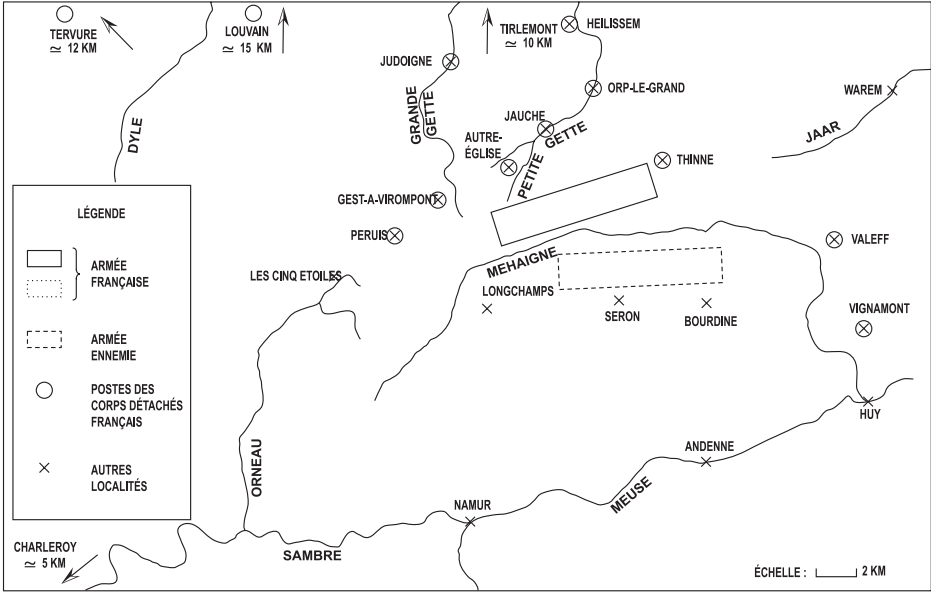 TERVURE
≃ 12 KM
LOUVAIN
≃ 15 KM
TIRLEMONT
≃ 10 KM
HEILISSEM
JUDOIGNE
ORP-LE-GRAND
WAREM
GRANDE
GETTE
DYLE
JAUCHE
JAAR
AUTRE-
ÉGLISE
PETITE
GETTE
THINNE
GEST-A-VIROMPONT
PERUIS
VALEFF
MEHAIGNE
LES CINQ ETOILES
LONGCHAMPS
SERON
BOURDINE
VIGNAMONT
HUY
ORNEAU
ANDENNE
MEUSE
NAMUR
SAMBRE
CHARLEROY
≃ 5 KM
LÉGENDE
ARMÉE
FRANÇAISE
ARMÉE
ENNEMIE
POSTES DES
CORPS DÉTACHÉS
FRANÇAIS
AUTRES
LOCALITÉS
ÉCHELLE : 2 KM